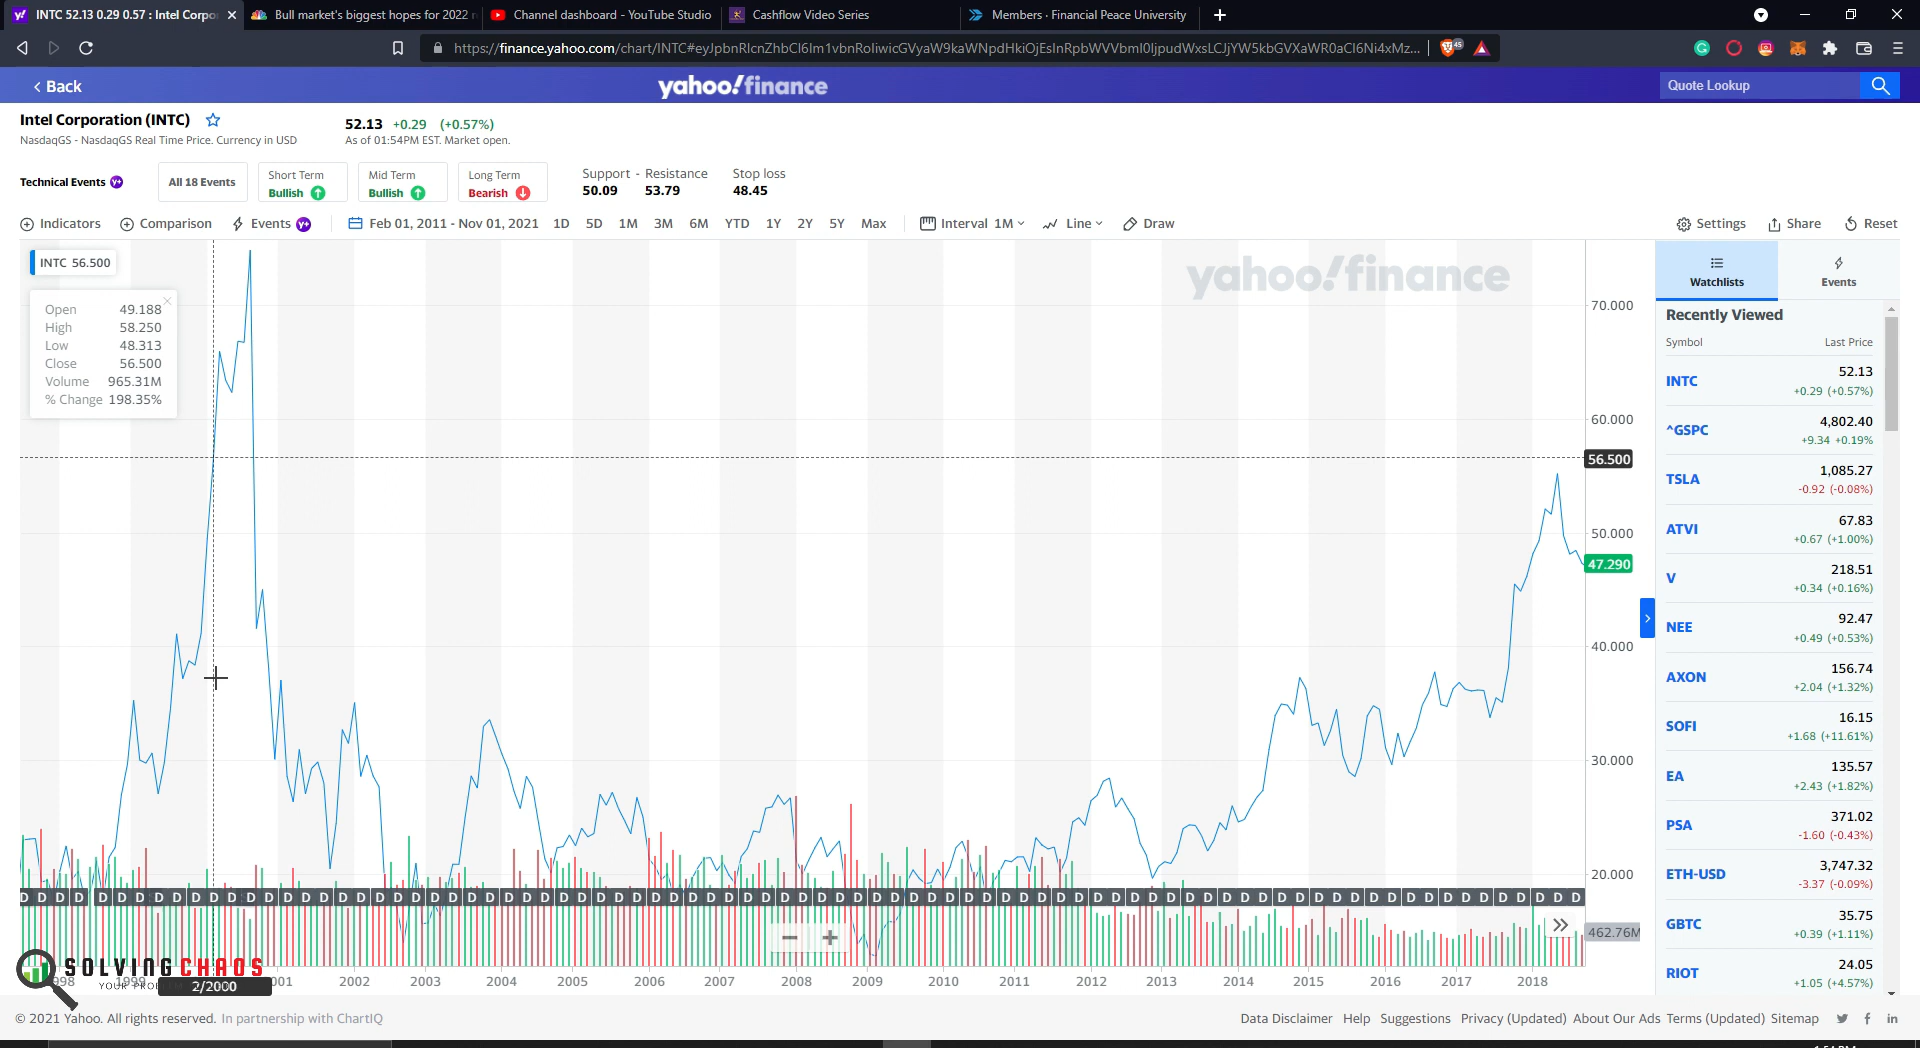 INTC 52.13 0.29 0.57 : Intel Corpo
Bull market's biggest hopes for 2022
Channel dashboard - YouTube Studio
Cashflow Video Series
Members · Financial Peace University
https://finance.yahoo.com/chart/INTC#
45
Back
yahoo!finance
Quote Lookup
Intel Corporation (INTC)
52.13 +0.29 (+0.57%)
NasdaqGS - NasdaqGS Real Time Price. Currency in USD
As of 01:54PM EST. Market open.
Technical Events
All 18 Events
Short Term
Bullish
Mid Term
Bullish
Long Term
Bearish
Support - Resistance
50.09 53.79
Stop loss
48.45
Indicators
Comparison
Events
Feb 01, 2011 - Nov 01, 2021
1D 5D 1M 3M 6M YTD 1Y 2Y 5Y Max
Interval 1M
Line
Draw
Settings
Share
Reset
INTC 56.500
Open 49.188
High 58.250
Low 48.313
Close 56.500
Volume 965.31M
% Change 198.35%
yahoo!finance
70.000
60.000
56.500
50.000
47.290
40.000
30.000
20.000
462.76M
D D D D D D D D D D D D D D D D D D D D D D D D D D D D D D D D D D D D D D D D D D D D D D D D D D D D D D D D D D D D D D D D D D D D D D D D D D D D D D D D D D D D
2/2000
2002 2003 2004 2005 2006 2007 2008 2009 2010 2011 2012 2013 2014 2015 2016 2017 2018
SOLVING CHAOS
Watchlists
Events
Recently Viewed
Symbol Last Price
INTC 52.13
+0.29 (+0.57%)
^GSPC 4,802.40
+9.34 +0.19%
TSLA 1,085.27
-0.92 (-0.08%)
ATVI 67.83
+0.67 (+1.00%)
V 218.51
+0.34 (+0.16%)
NEE 92.47
+0.49 (+0.53%)
AXON 156.74
+2.04 (+1.32%)
SOFI 16.15
+1.68 (+11.61%)
EA 135.57
+2.43 (+1.82%)
PSA 371.02
-1.60 (-0.43%)
ETH-USD 3,747.32
-3.37 (-0.09%)
GBTC 35.75
+0.39 (+1.11%)
RIOT 24.05
+1.05 (+4.57%)
© 2021 Yahoo. All rights reserved. In partnership with ChartIQ
Data Disclaimer Help Suggestions Privacy (Updated) About Our Ads Terms (Updated) Sitemap